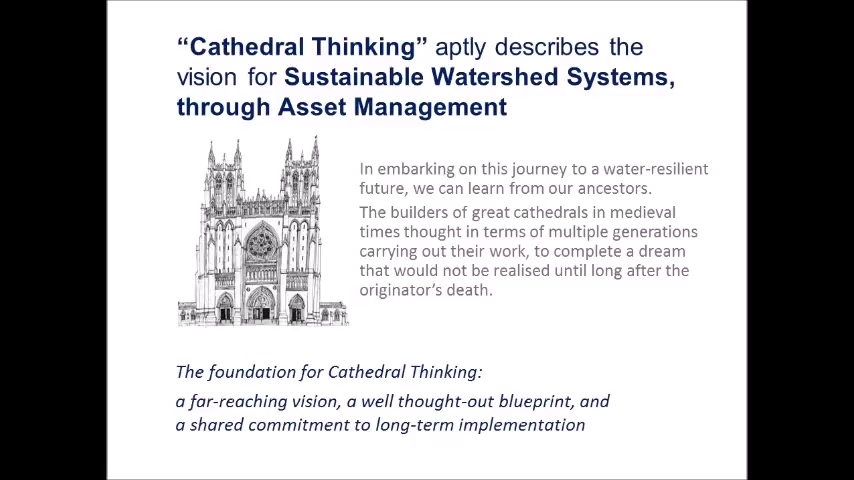 “Cathedral Thinking” aptly describes the
vision for Sustainable Watershed Systems,
through Asset Management
In embarking on this journey to a water-resilient
future, we can learn from our ancestors.
The builders of great cathedrals in medieval
times thought in terms of multiple generations
carrying out their work, to complete a dream
that would not be realised until long after the
originator’s death.
The foundation for Cathedral Thinking:
a far-reaching vision, a well thought-out blueprint, and
a shared commitment to long-term implementation